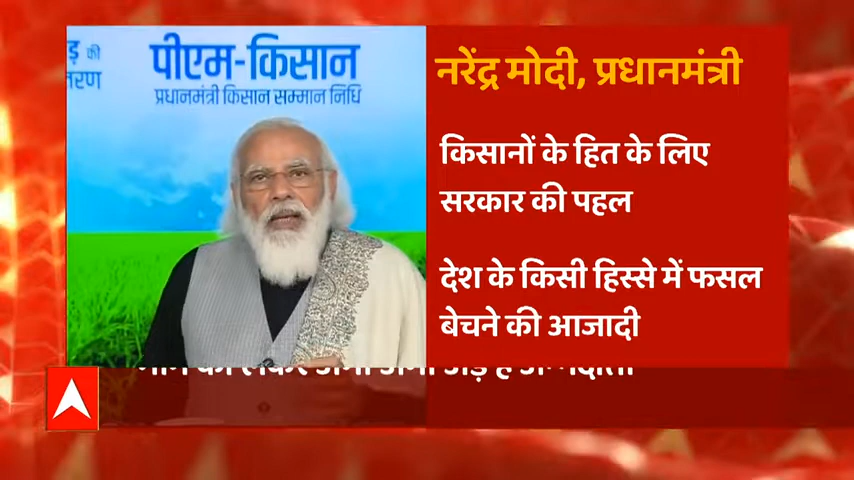 की
पीएम-किसान
प्रधानमंत्री किसान सम्मान निधि
नरेंद्र मोदी, प्रधानमंत्री
किसानों के हित के लिए
सरकार की पहल
देश के किसी हिस्से में फसल
बेचने की आजादी